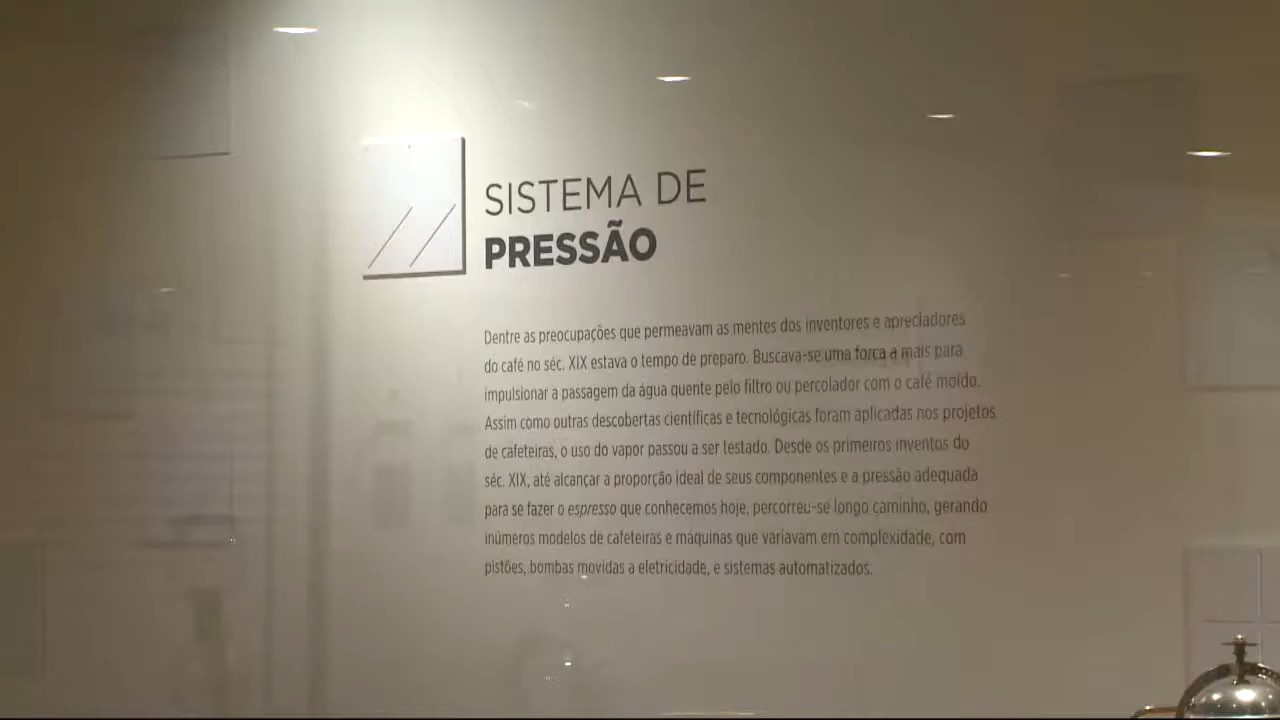 SISTEMA DE
PRESSÃO
Dentre as preocupações que permeavam as mentes dos inventores e apreciadores
do café no séc. XIX estava o tempo de preparo. Buscava-se uma força a mais para
impulsionar a passagem da água quente pelo filtro ou percolador com o café moído.
Assim como outras descobertas científicas e tecnológicas foram aplicadas nos projetos
de cafeteiras, o uso do vapor passou a ser testado. Desde os primeiros inventos do
séc. XIX, até alcançar a proporção ideal de seus componentes e a pressão adequada
para se fazer o espresso que conhecemos hoje, percorreu-se longo caminho, gerando
inúmeros modelos de cafeteiras e máquinas que variavam em complexidade, com
pistões, bombas movidas a eletricidade, e sistemas automatizados.